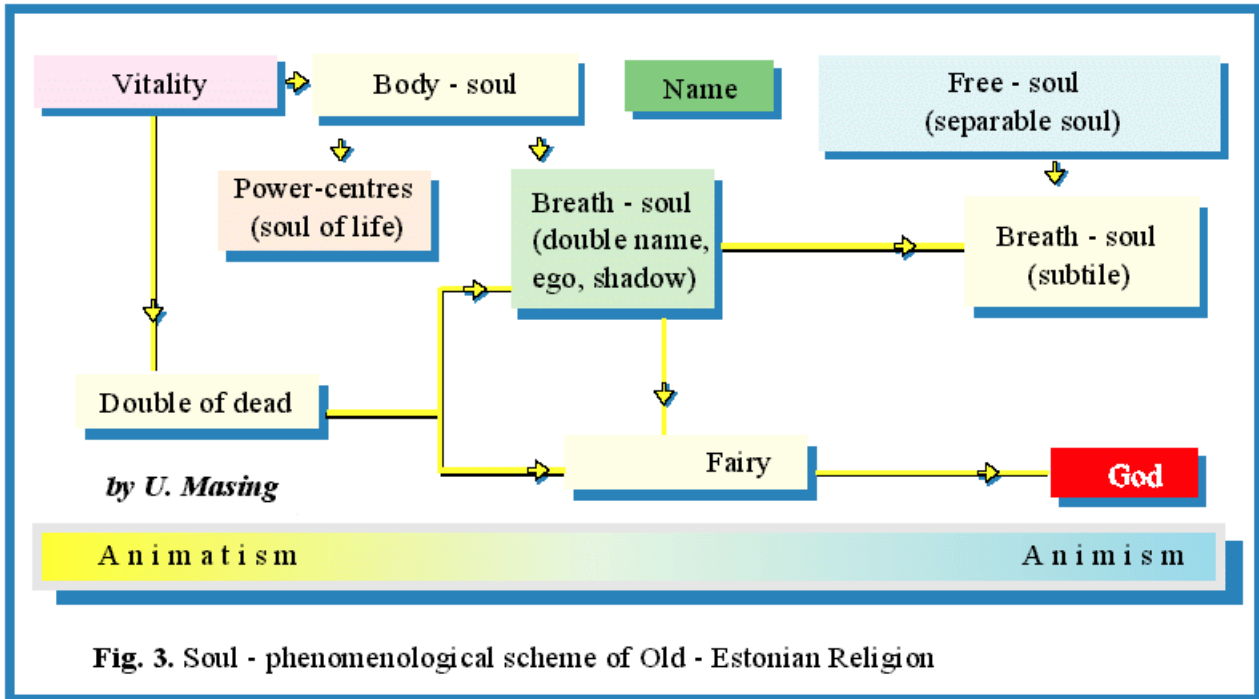 Vitality
Body - soul
Name
Free - soul
(separable soul)
Power-centres
(soul of life)
Breath - soul
(double name,
ego, shadow)
Breath - soul
(subtile)
Double of dead
Fairy
God
by U. Masing
Animatism
Animism
Fig. 3. Soul - phenomenological scheme of Old - Estonian Religion